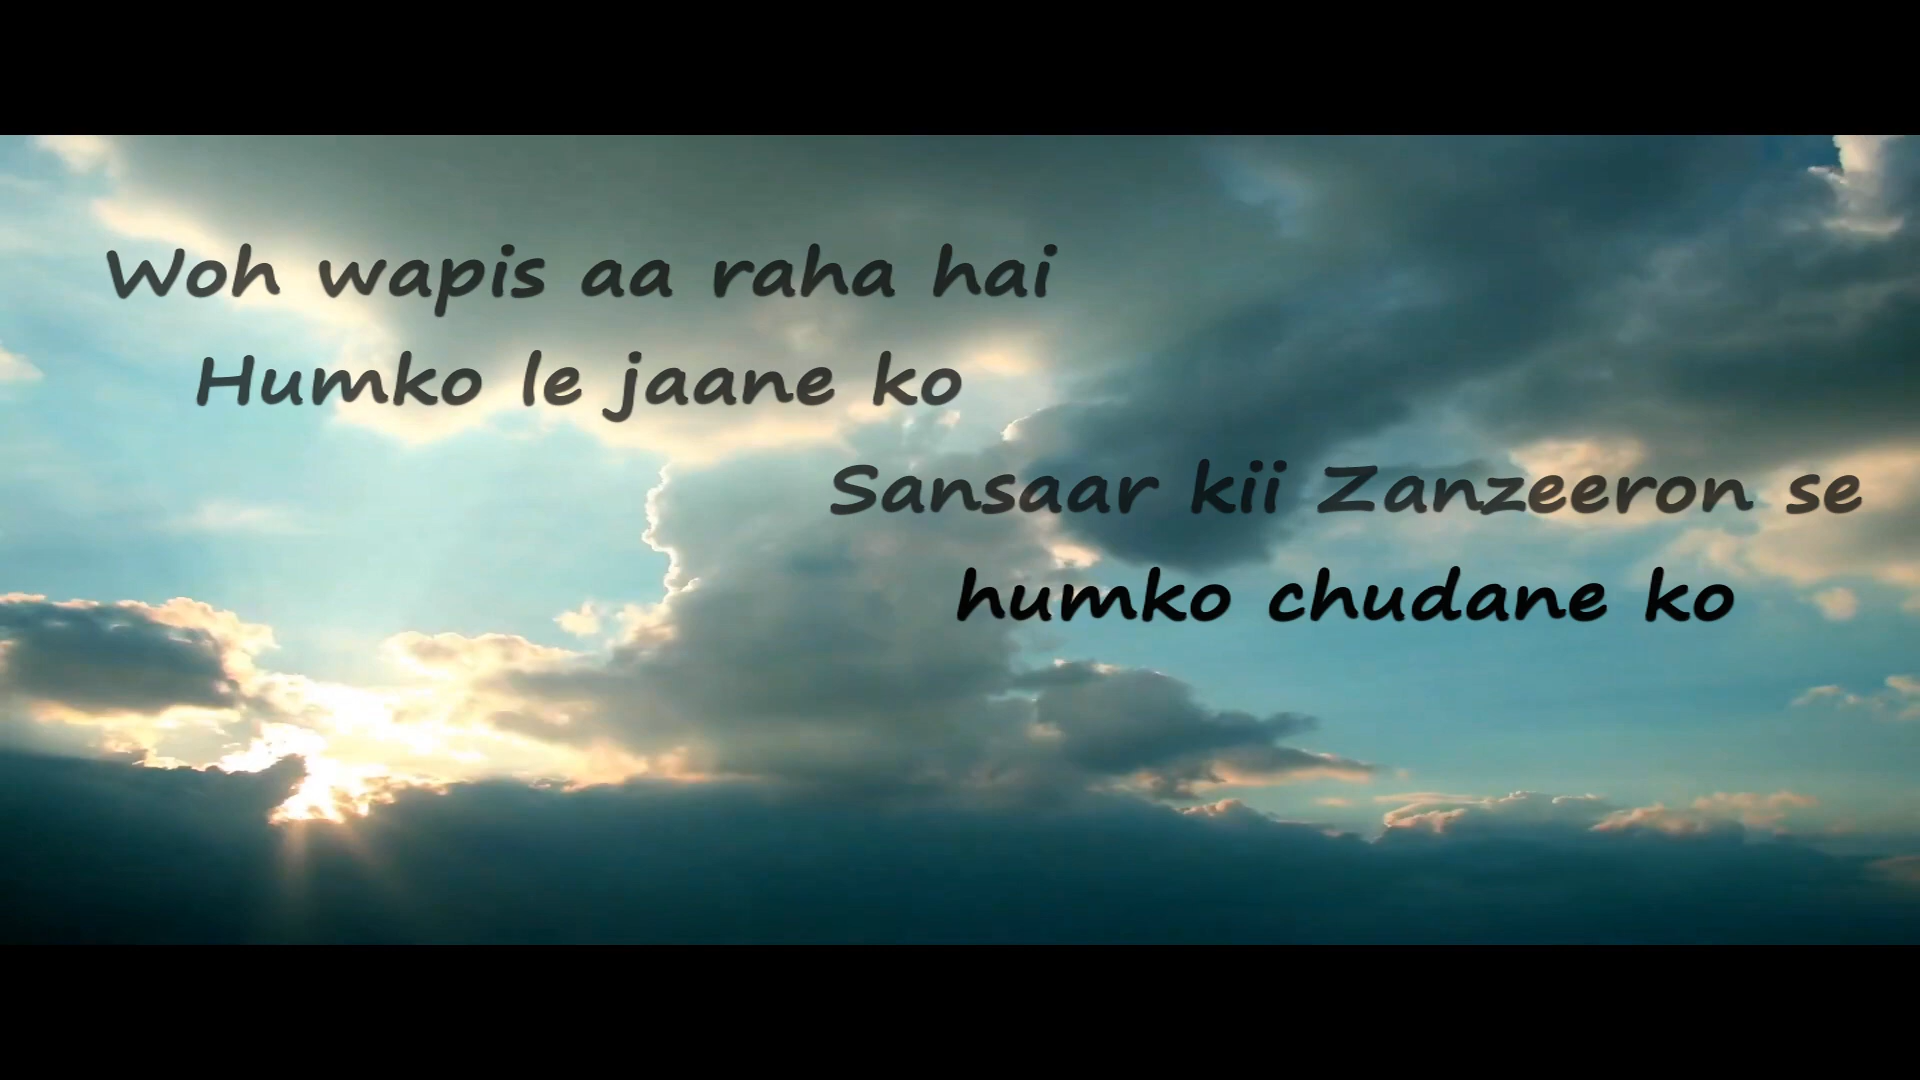 Woh wapis aa raha hai
Humko le jaane ko
Sansaar kii Zanzeeron se
humko chudane ko